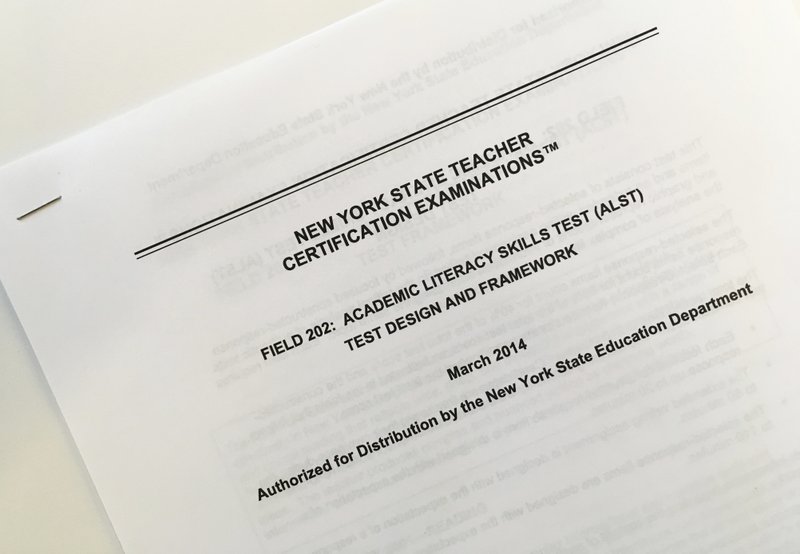 NEW YORK STATE TEACHER
CERTIFICATION EXAMINATIONS™
FIELD 202: ACADEMIC LITERACY SKILLS TEST (ALST)
TEST DESIGN AND FRAMEWORK
March 2014
Authorized for Distribution by the New York State Education Department